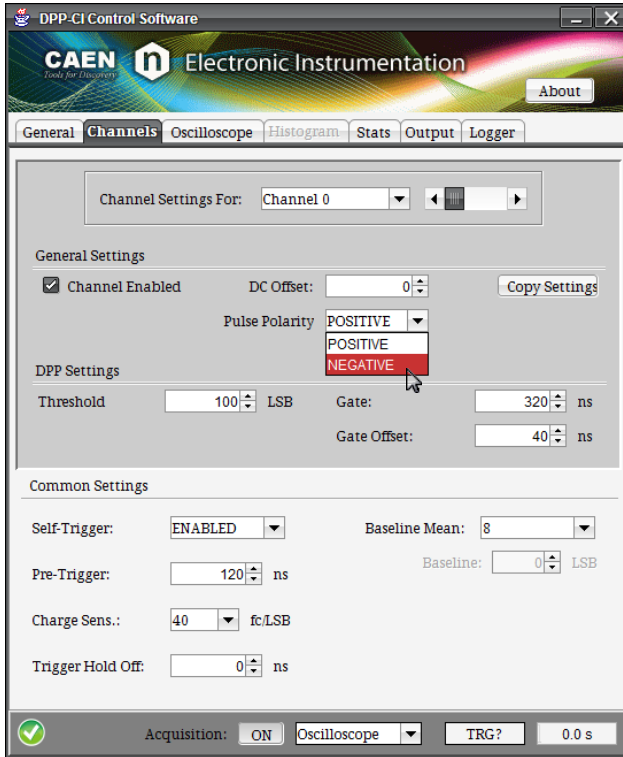 DPP-CI Control Software
CAEN n Electronic Instrumentation
Tools for Discovery
About
General Channels Oscilloscope Histogram Stats Output Logger
Channel Settings For: Channel 0
General Settings
Channel Enabled DC Offset: 0 Copy Settings
Pulse Polarity POSITIVE
POSITIVE
NEGATIVE
DPP Settings
Threshold 100 LSB Gate: 320 ns
Gate Offset: 40 ns
Common Settings
Self-Trigger: ENABLED Baseline Mean: 8
Baseline: 0 LSB
Pre-Trigger: 120 ns
Charge Sens.: 40 fc/LSB
Trigger Hold Off: 0 ns
Acquisition: ON Oscilloscope TRG? 0.0 s